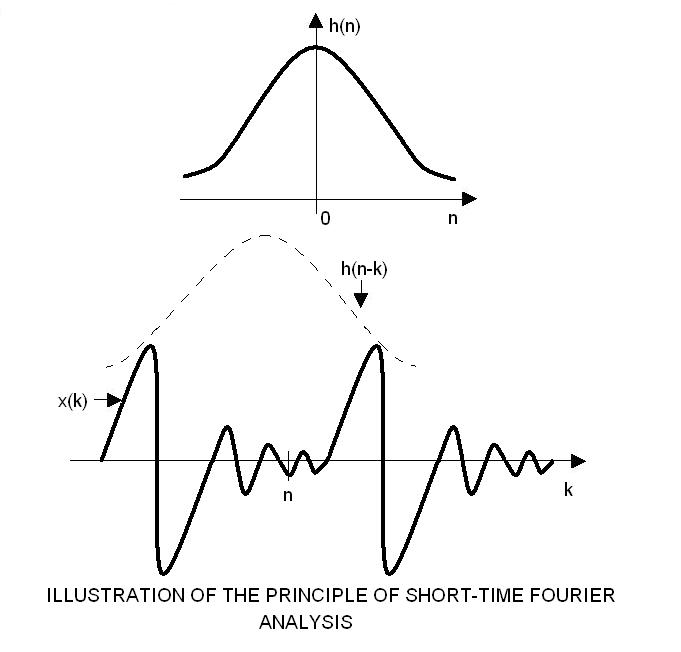 h(n)
0
n
h(n-k)
x(k)
n
k
ILLUSTRATION OF THE PRINCIPLE OF SHORT-TIME FOURIER
ANALYSIS